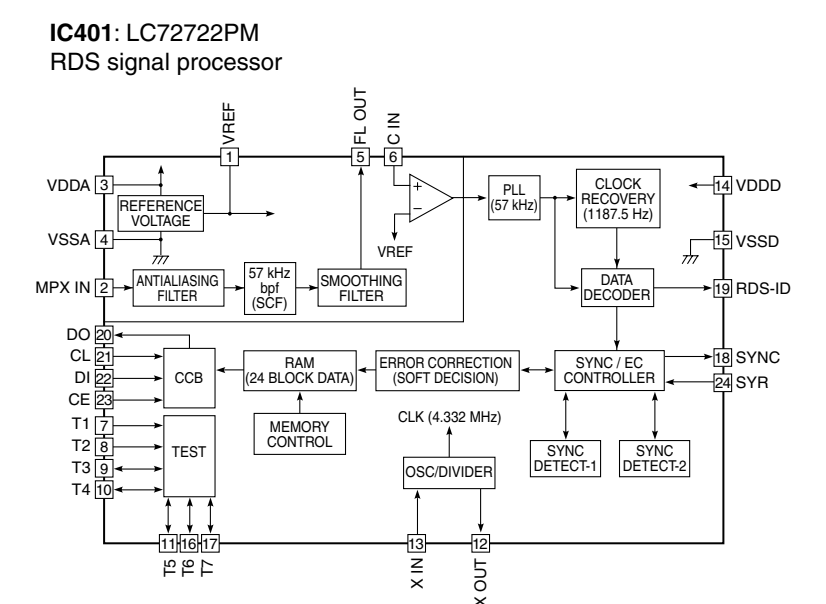 IC401: LC72722PM
RDS signal processor
VREF
FL OUT
C IN
1
5
6
VDDA 3
REFERENCE
VOLTAGE
VSSA 4
+
–
VREF
PLL
(57 kHz)
CLOCK
RECOVERY
(1187.5 Hz)
14 VDDD
15 VSSD
MPX IN 2
ANTIALIASING
FILTER
57 kHz
bpf
(SCF)
SMOOTHING
FILTER
DATA
DECODER
19 RDS-ID
DO 20
CL 21
DI 22
CE 23
CCB
RAM
(24 BLOCK DATA)
ERROR CORRECTION
(SOFT DECISION)
SYNC / EC
CONTROLLER
18 SYNC
24 SYR
T1 7
T2 8
T3 9
T4 10
TEST
MEMORY
CONTROL
CLK (4.332 MHz)
OSC/DIVIDER
SYNC
DETECT-1
SYNC
DETECT-2
11
16
17
13
12
T5
T6
T7
X IN
X OUT